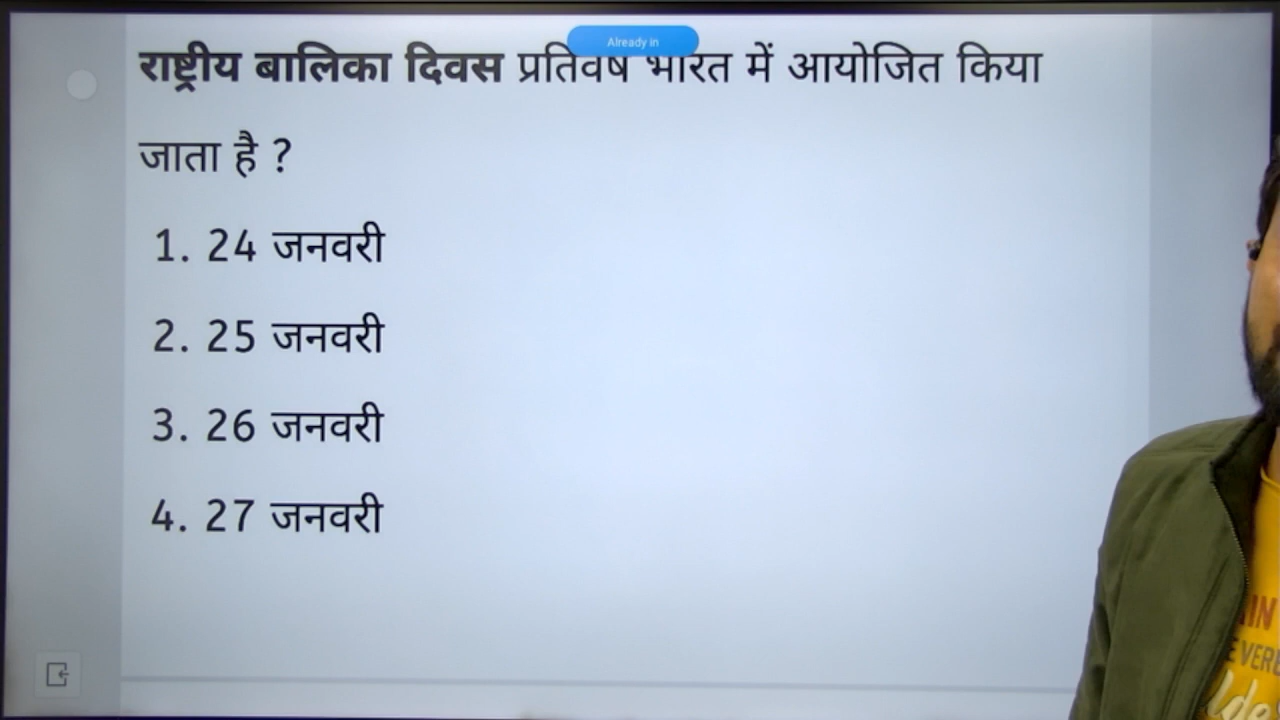 Already in
राष्ट्रीय बालिका दिवस प्रतिवर्ष भारत में आयोजित किया
जाता है ?
1. 24 जनवरी
2. 25 जनवरी
3. 26 जनवरी
4. 27 जनवरी